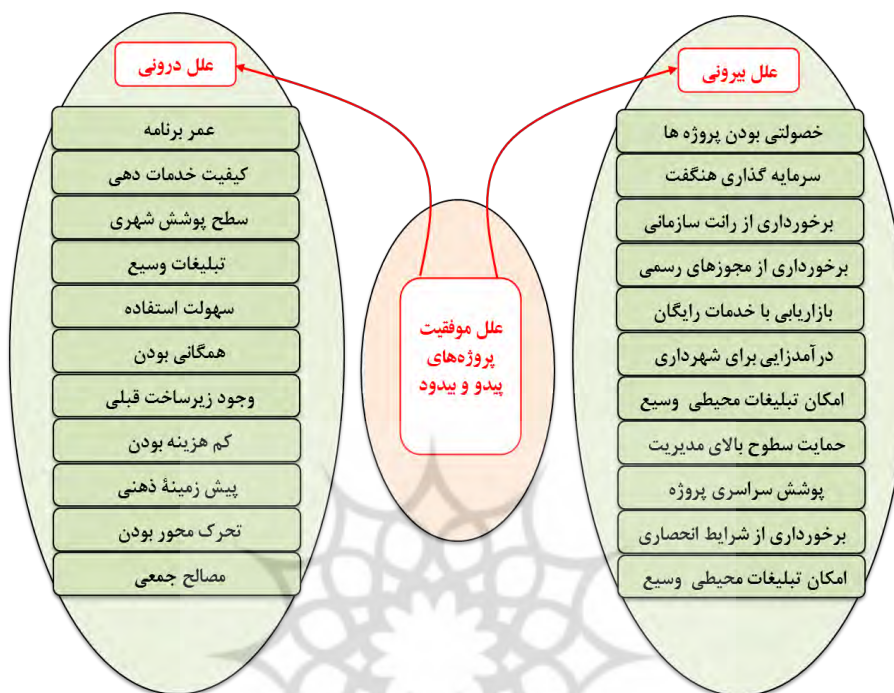 علل بیرونی
خصولتی بودن پروژه ها
سرمایه گذاری هنگفت
برخورداری از رانت سازمانی
برخورداری از مجوزهای رسمی
بازاریابی با خدمات رایگان
درآمدزایی برای شهرداری
امکان تبلیغات محیطی وسیع
حمایت سطوح بالای مدیریت
پوشش سراسری پروژه
برخورداری از شرایط انحصاری
امکان تبلیغات محیطی وسیع
علل موفقیت
پروژه‌های
پیدو و بیدود
علل درونی
عمر برنامه
کیفیت خدمات دهی
سطح پوشش شهری
تبلیغات وسیع
سهولت استفاده
همگانی بودن
وجود زیرساخت قبلی
کم هزینه بودن
پیش زمینهٔ ذهنی
تحرک محور بودن
مصالح جمعی